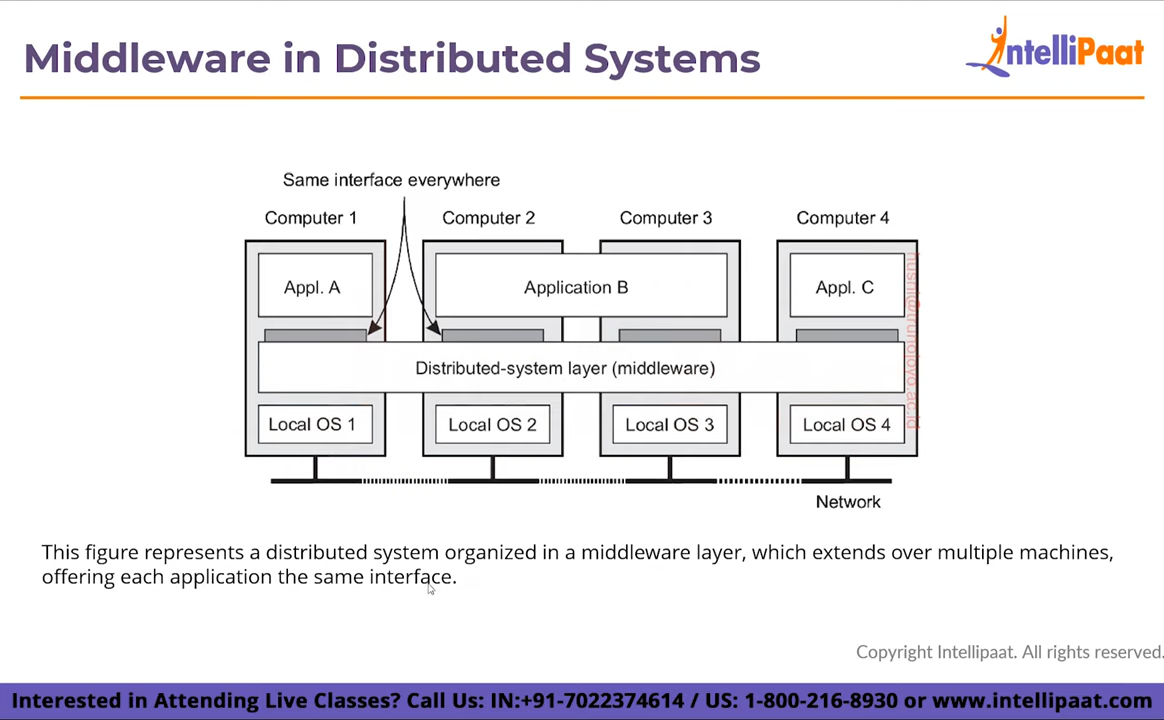 Middleware in Distributed Systems
IntelliPaat
Same interface everywhere
Computer 1
Computer 2
Computer 3
Computer 4
Appl. A
Application B
Appl. C
Distributed-system layer (middleware)
Local OS 1
Local OS 2
Local OS 3
Local OS 4
Network
husni@trunojoyo.ac.id
This figure represents a distributed system organized in a middleware layer, which extends over multiple machines,
offering each application the same interface.
Copyright Intellipaat. All rights reserved.
Interested in Attending Live Classes? Call Us: IN:+91-7022374614 / US: 1-800-216-8930 or www.intellipaat.com